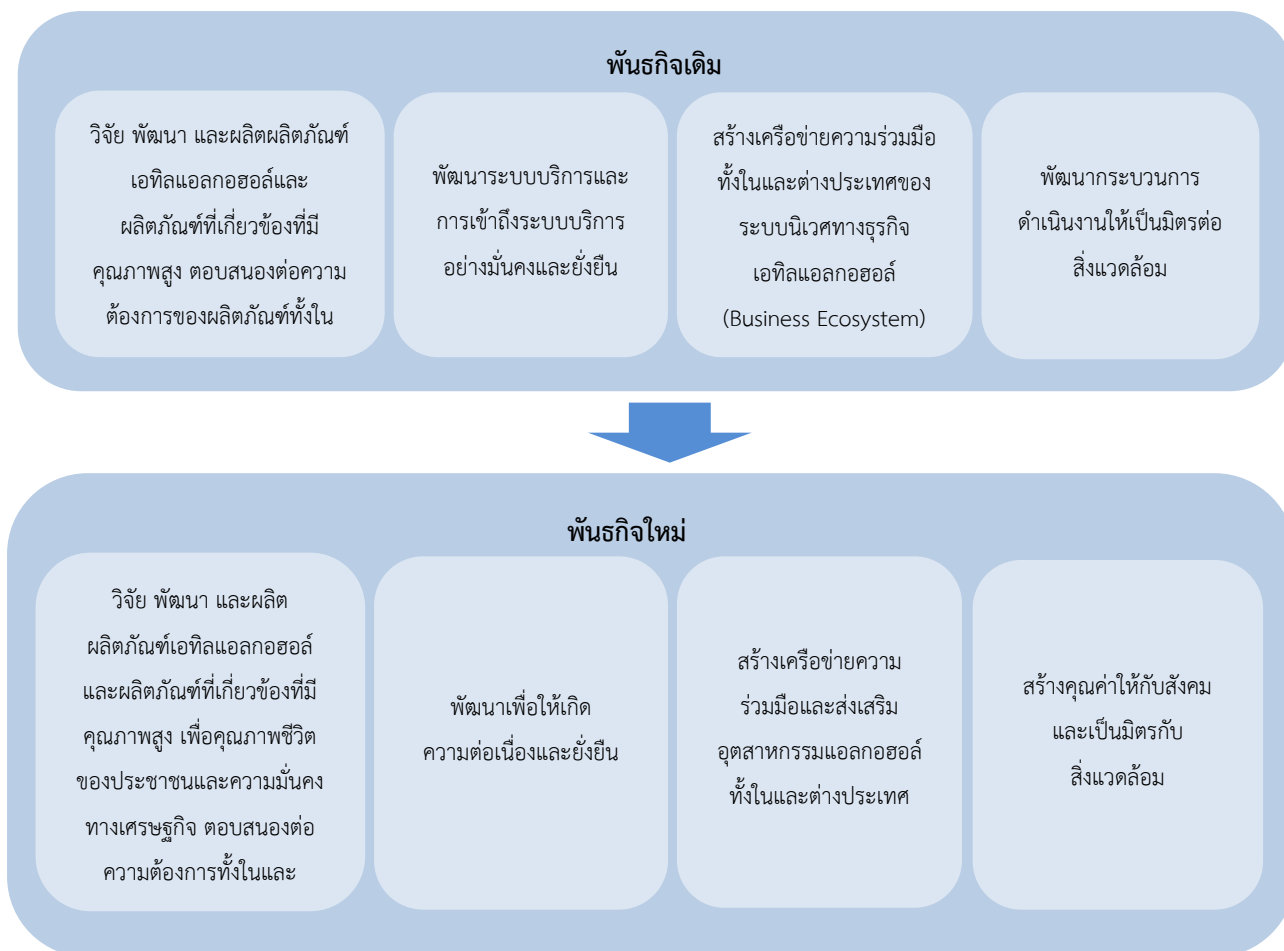 พันธกิจเดิม
วิจัย พัฒนา และผลิตผลิตภัณฑ์
เอทิลแอลกอฮอล์และ
ผลิตภัณฑ์ที่เกี่ยวข้องที่มี
คุณภาพสูง ตอบสนองต่อความ
ต้องการของผลิตภัณฑ์ทั้งใน
พัฒนาระบบบริการและ
การเข้าถึงระบบบริการ
อย่างมั่นคงและยั่งยืน
สร้างเครือข่ายความร่วมมือ
ทั้งในและต่างประเทศของ
ระบบนิเวศทางธุรกิจ
เอทิลแอลกอฮอล์
(Business Ecosystem)
พัฒนากระบวนการ
ดำเนินงานให้เป็นมิตรต่อ
สิ่งแวดล้อม
พันธกิจใหม่
วิจัย พัฒนา และผลิต
ผลิตภัณฑ์เอทิลแอลกอฮอล์
และผลิตภัณฑ์ที่เกี่ยวข้องที่มี
คุณภาพสูง เพื่อคุณภาพชีวิต
ของประชาชนและความมั่นคง
ทางเศรษฐกิจ ตอบสนองต่อ
ความต้องการทั้งในและ
พัฒนาเพื่อให้เกิด
ความต่อเนื่องและยั่งยืน
สร้างเครือข่ายความ
ร่วมมือและส่งเสริม
อุตสาหกรรมแอลกอฮอล์
ทั้งในและต่างประเทศ
สร้างคุณค่าให้กับสังคม
และเป็นมิตรกับ
สิ่งแวดล้อม